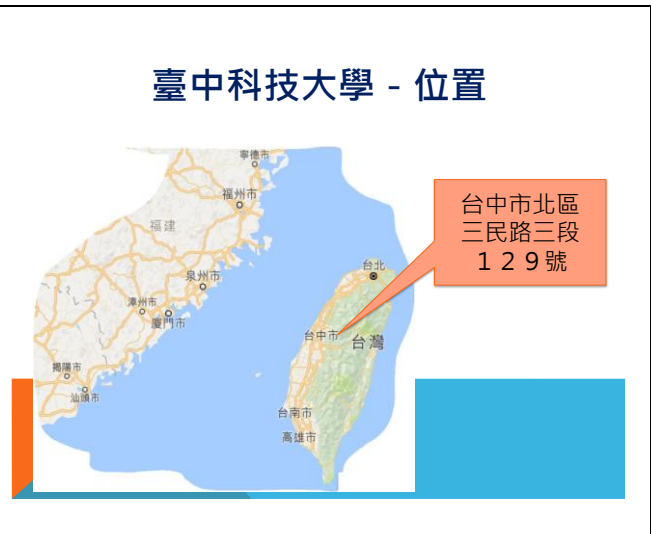 臺中科技大學 - 位置
寧德市
福州市
福建
泉州市
漳州市
廈門市
揭陽市
汕頭市
台北
台中市
台灣
台南市
高雄市
台中市北區
三民路三段
１２９號